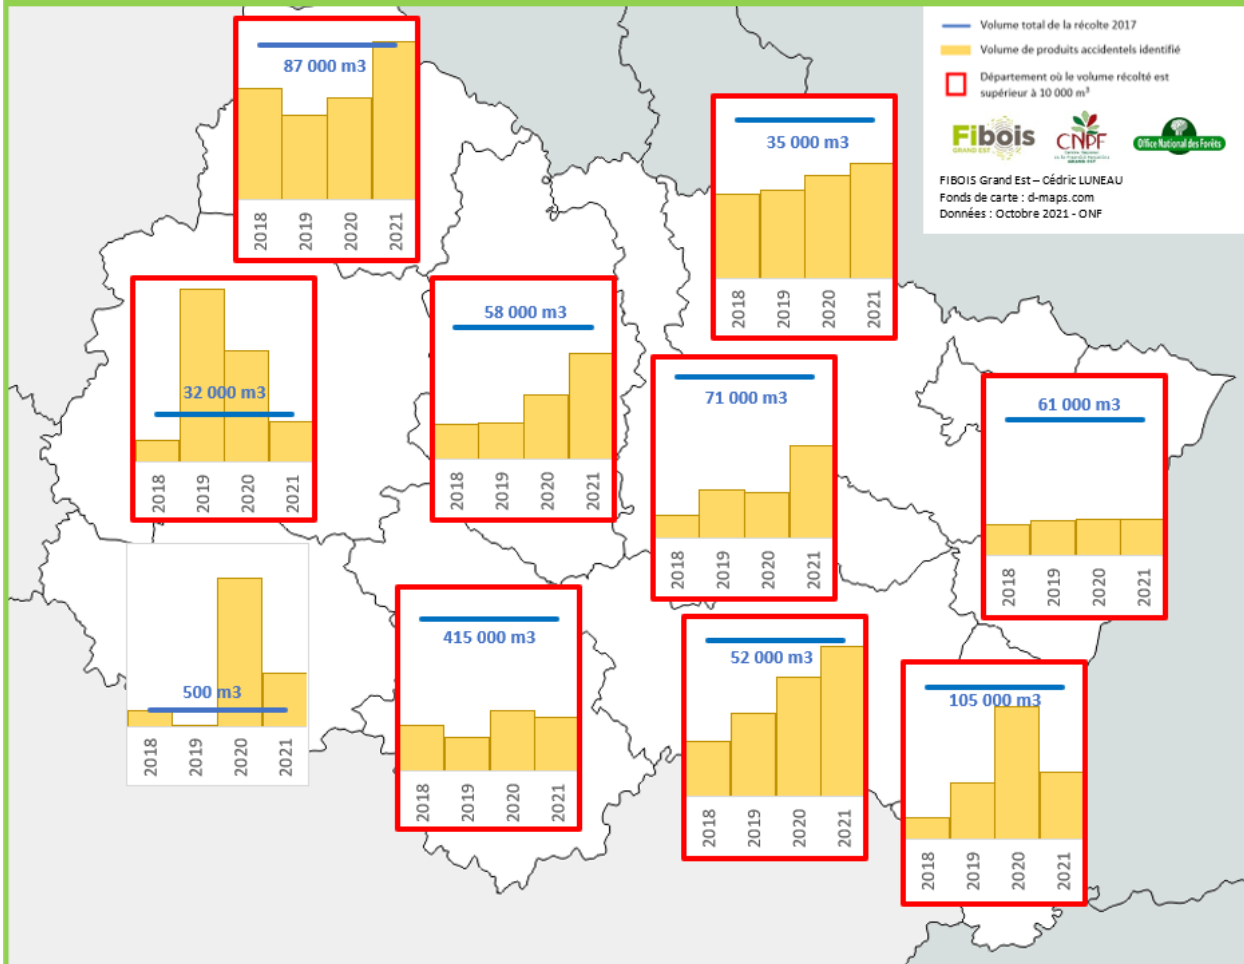 Volume total de la récolte 2017
Volume de produits accidentels identifié
Département où le volume récolté est
supérieur à 10 000 m³
Fibois
GRAND EST
CNPF
GRAND EST
Office National des Forêts
FIBOIS Grand Est – Cédric LUNEAU
Fonds de carte : d-maps.com
Données : Octobre 2021 - ONF
87 000 m3
2018
2019
2020
2021
35 000 m3
2018
2019
2020
2021
32 000 m3
2018
2019
2020
2021
58 000 m3
2018
2019
2020
2021
71 000 m3
2018
2019
2020
2021
61 000 m3
2018
2019
2020
2021
500 m3
2018
2019
2020
2021
415 000 m3
2018
2019
2020
2021
52 000 m3
2018
2019
2020
2021
105 000 m3
2018
2019
2020
2021